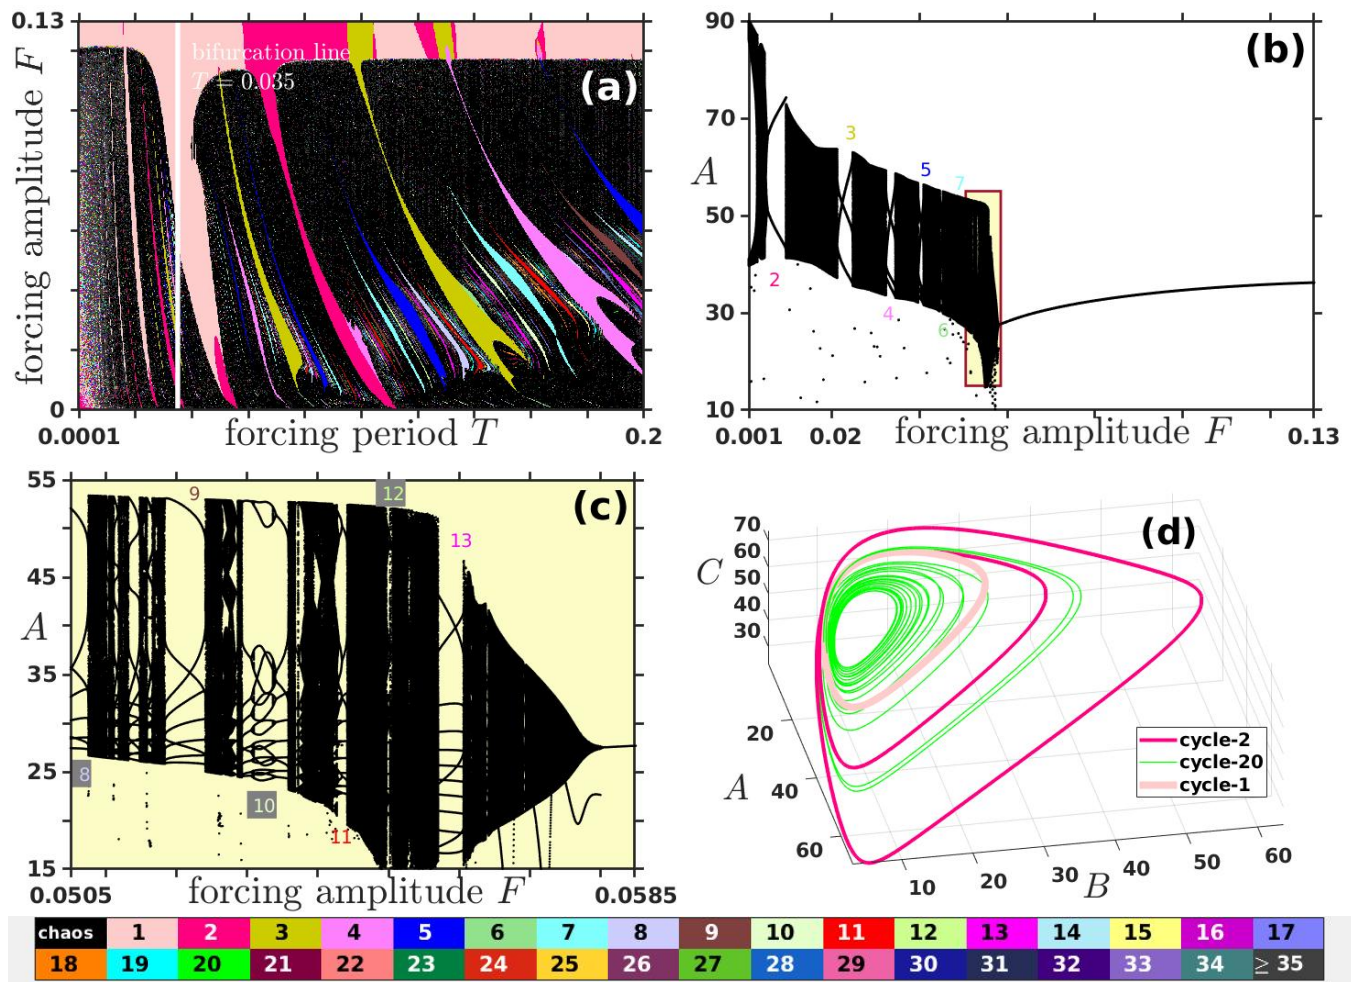 0.13
forcing amplitude F
bifurcation line
T = 0.035
(a)
0
0.0001
forcing period T
0.2
90
(b)
70
3
5
7
A
50
2
30
4
6
10
0.001
0.02
forcing amplitude F
0.13
55
9
12
(c)
13
45
A
35
25
8
10
11
15
0.0505
forcing amplitude F
0.0585
70
(d)
60
C
50
40
30
20
cycle-2
cycle-20
A
40
cycle-1
60
10
20
30
B
40
50
60
chaos 1 2 3 4 5 6 7 8 9 10 11 12 13 14 15 16 17
18 19 20 21 22 23 24 25 26 27 28 29 30 31 32 33 34 ≥ 35